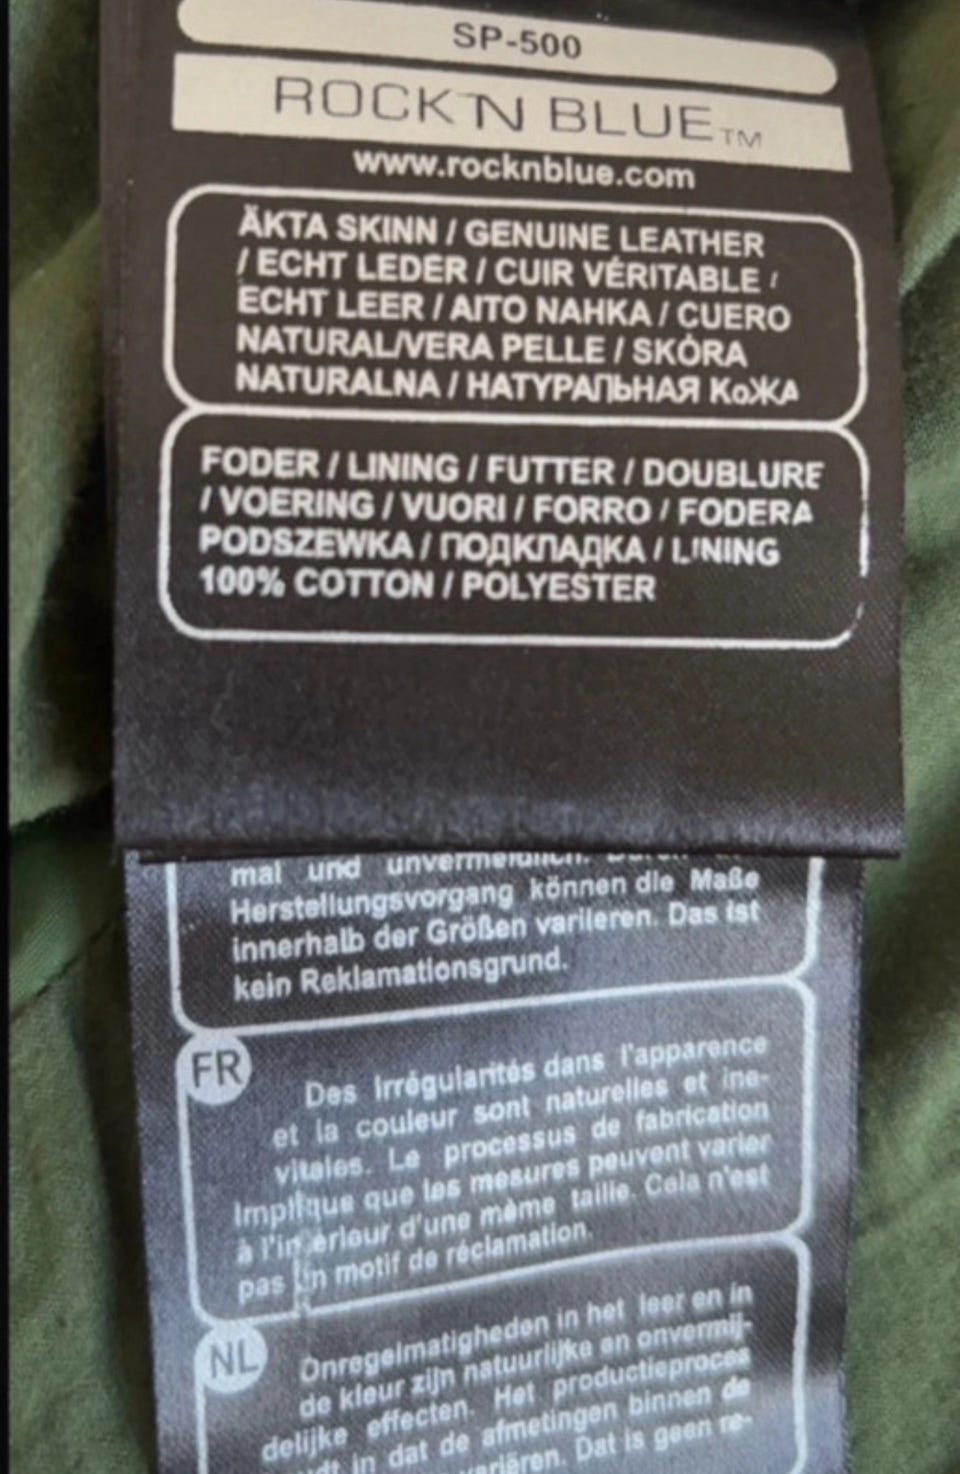 SP-500
ROCK'N BLUE TM
www.rocknblue.com
ÄKTA SKINN / GENUINE LEATHER
/ ECHT LEDER / CUIR VÉRITABLE /
ECHT LEER / AITO NAHKA / CUERO
NATURAL/VERA PELLE / SKÓRA
NATURALNA / НАТУРАЛЬНАЯ КоЖА
FODER / LINING / FUTTER / DOUBLURE
/ VOERING / VUORI / FORRO / FODERA
PODSZEWKA / ПОДКЛАДКА / LINING
100% COTTON / POLYESTER
mal und unvermeidlich.
Herstellungsvorgang können die Maße
innerhalb der Größen variieren. Das ist
kein Reklamationsgrund.
FR
Des Irrégularités dans l'apparence
et la couleur sont naturelles et iné-
vitales. Le processus de fabrication
implique que les mesures peuvent varier
à l'intérieur d'une même taille. Cela n'est
pas un motif de réclamation.
NL
Onregelmatigheden in het leer en in
de kleur zijn natuurlijke en onvermij-
delijke effecten. Het productieproces
in dat de afmetingen binnen de
variëren. Dat is geen re-